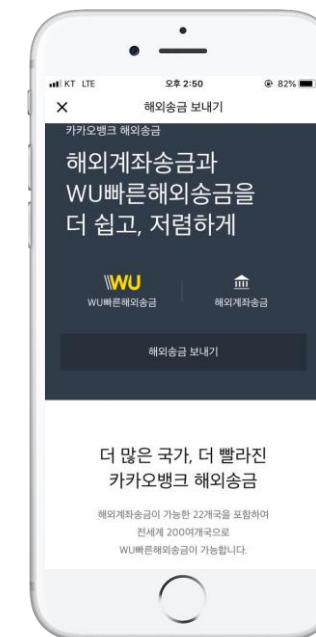 KT LTE 오후 2:50 82%
해외송금 보내기
카카오뱅크 해외송금
해외계좌송금과
WU빠른해외송금을
더 쉽고, 저렴하게
WU
WU빠른해외송금 해외계좌송금
해외송금 보내기
더 많은 국가, 더 빨라진
카카오뱅크 해외송금
해외계좌송금이 가능한 22개국을 포함하여
전세계 200여개국으로
WU빠른해외송금이 가능합니다.